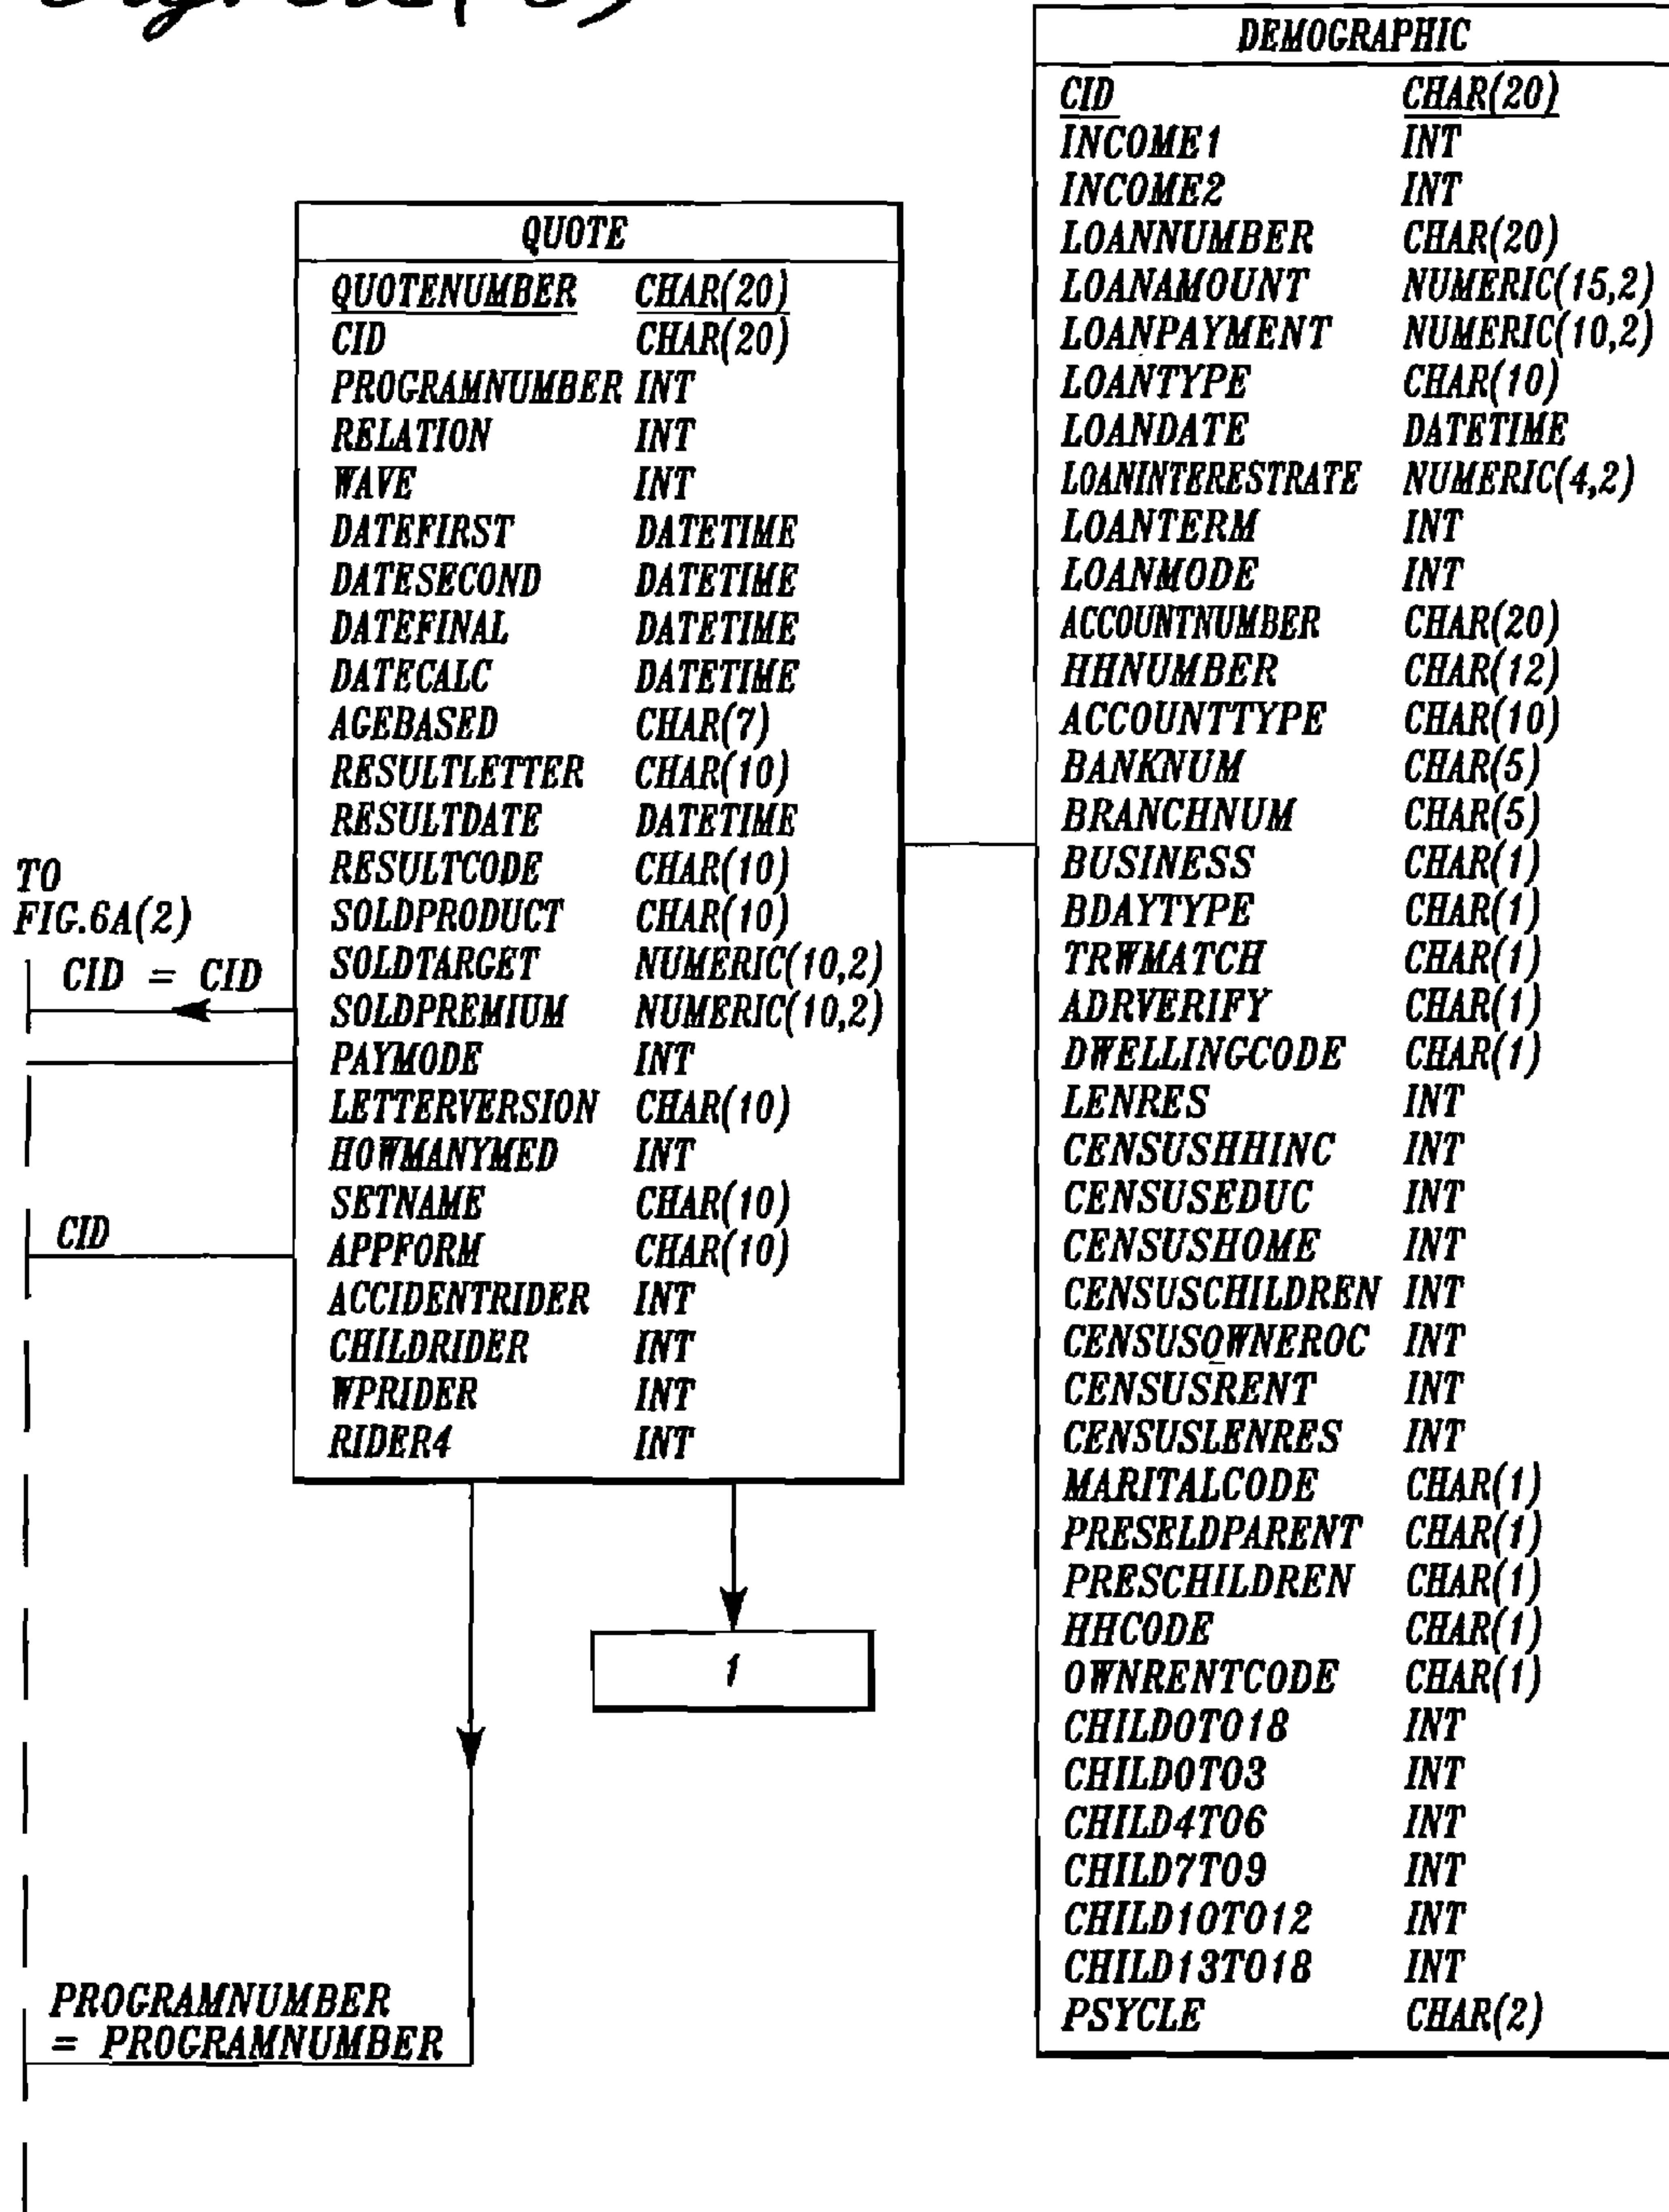 DEMOGRAPHIC
CID CHAR(20)
INCOME1 INT
INCOME2 INT
LOANNUMBER CHAR(20)
LOANAMOUNT NUMERIC(15,2)
LOANPAYMENT NUMERIC(10,2)
LOANTYPE CHAR(10)
LOANDATE DATETIME
LOANINTERESTRATE NUMERIC(4,2)
LOANTERM INT
LOANMODE INT
ACCOUNTNUMBER CHAR(20)
HHNUMBER CHAR(12)
ACCOUNTTYPE CHAR(10)
BANKNUM CHAR(5)
BRANCHNUM CHAR(5)
BUSINESS CHAR(1)
BDAYTYPE CHAR(1)
TRWMATCH CHAR(1)
ADRVERIFY CHAR(1)
DWELLINGCODE CHAR(1)
LENRES INT
CENSUSHHINC INT
CENSUSEDUC INT
CENSUSHOME INT
CENSUSCHILDREN INT
CENSUSOWNEROC INT
CENSUSRENT INT
CENSUSLENRES INT
MARITALCODE CHAR(1)
PRESELDPARENT CHAR(1)
PRESCHILDREN CHAR(1)
HHCODE CHAR(1)
OWNRENTCODE CHAR(1)
CHILD0TO18 INT
CHILD0TO3 INT
CHILD4TO6 INT
CHILD7TO9 INT
CHILD10TO12 INT
CHILD13TO18 INT
PSYCLE CHAR(2)
QUOTE
QUOTENUMBER CHAR(20)
CID CHAR(20)
PROGRAMNUMBER INT
RELATION INT
WAVE INT
DATEFIRST DATETIME
DATESECOND DATETIME
DATEFINAL DATETIME
DATECALC DATETIME
AGEBASED CHAR(7)
RESULTLETTER CHAR(10)
RESULTDATE DATETIME
RESULTCODE CHAR(10)
SOLDPRODUCT CHAR(10)
SOLDTARGET NUMERIC(10,2)
SOLDPREMIUM NUMERIC(10,2)
PAYMODE INT
LETTERVERSION CHAR(10)
HOWMANYMED INT
SETNAME CHAR(10)
APPFORM CHAR(10)
ACCIDENTRIDER INT
CHILDRIDER INT
WPRIDER INT
RIDER4 INT
TO
FIG.6A(2)
CID = CID
CID
1
PROGRAMNUMBER
= PROGRAMNUMBER